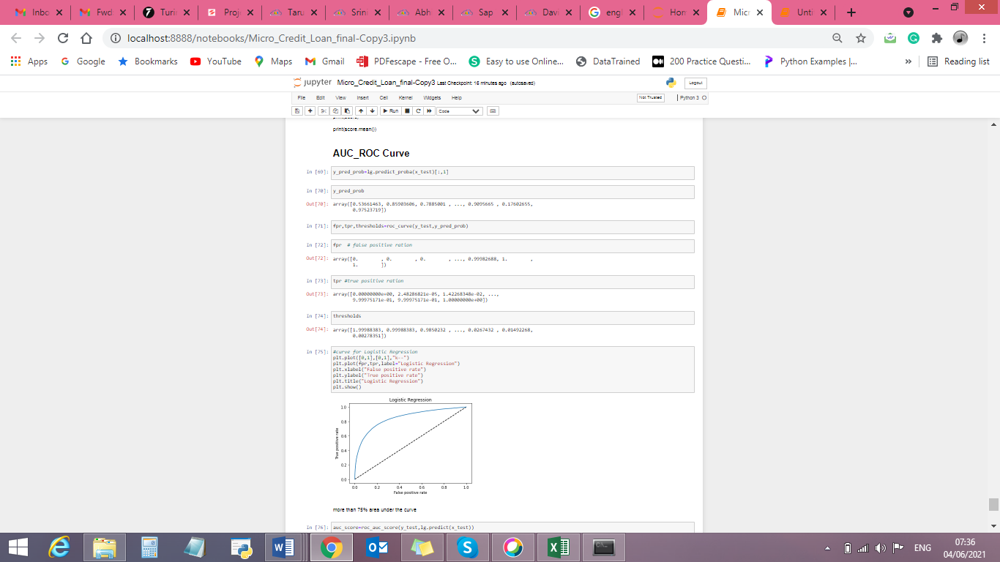 Inbc
Fwd
Turi
Proj
Taru
Srin
Abh
Sap
Davi
engl
Hon
Micr
Unti
localhost:8888/notebooks/Micro_Credit_Loan_final-Copy3.ipynb
Apps
Google
Bookmarks
YouTube
Maps
Gmail
PDFescape - Free O...
Easy to use Online...
DataTrained
200 Practice Questi...
Python Examples |...
»
Reading list
jupyter Micro_Credit_Loan_final-Copy3 Last Checkpoint: 16 minutes ago (autosaved)
Logout
File Edit View Insert Cell Kernel Widgets Help
Not Trusted
Python 3
Run
Code
print(score.mean())
AUC_ROC Curve
In [69]: y_pred_prob=lg.predict_proba(x_test)[:,1]
In [70]: y_pred_prob
Out[70]: array([0.53661463, 0.85903606, 0.7885001 , ..., 0.9095665 , 0.17602655,
0.97523719])
In [71]: fpr,tpr,thresholds=roc_curve(y_test,y_pred_prob)
In [72]: fpr # false positive ration
Out[72]: array([0. , 0. , 0. , ..., 0.99982688, 1. ,
1. ])
In [73]: tpr #true positive ration
Out[73]: array([0.00000000e+00, 2.48286821e-05, 1.42268348e-02, ...,
9.99975171e-01, 9.99975171e-01, 1.00000000e+00])
In [74]: thresholds
Out[74]: array([1.99988383, 0.99988383, 0.9850232 , ..., 0.0267432 , 0.01492268,
0.00278351])
In [75]: #curve for Logistic Regression
plt.plot([0,1],[0,1],"k--")
plt.plot(fpr,tpr,label="Logistic Regression")
plt.xlabel("False positive rate")
plt.ylabel("True positive rate")
plt.title("Logistic Regression")
plt.show()
Logistic Regression
1.0
0.8
0.6
0.4
0.2
0.0
True positive rate
0.0 0.2 0.4 0.6 0.8 1.0
False positive rate
more than 75% area under the curve
In [76]: auc_score=roc_auc_score(y_test,lg.predict(x_test))
ENG
07:36
04/06/2021